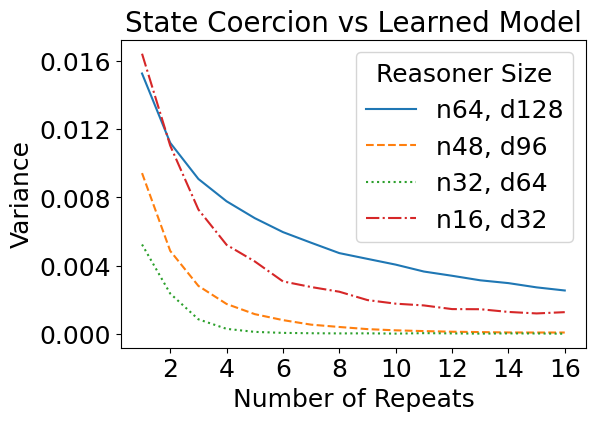 State Coercion vs Learned Model
Variance
0.016
0.012
0.008
0.004
0.000
Reasoner Size
n64, d128
n48, d96
n32, d64
n16, d32
2 4 6 8 10 12 14 16
Number of Repeats